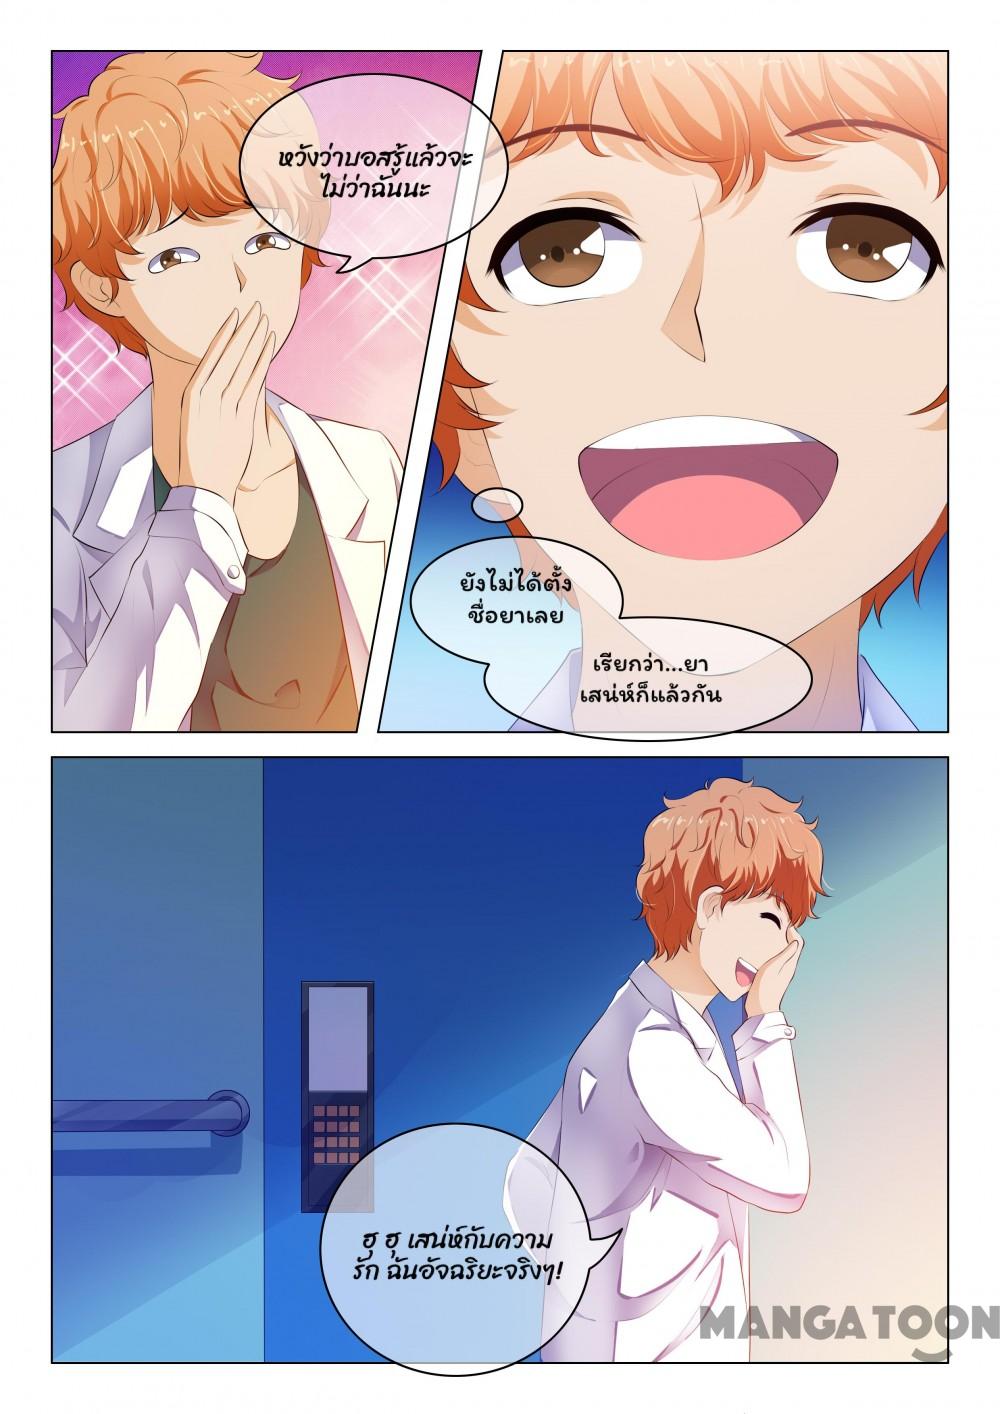 หวังว่าบอสรู้แล้วจะ
ไม่ว่าฉันนะ
ยังไม่ได้ตั้ง
ชื่อยาเลย
เรียกว่า...ยา
เสน่ห์ก็แล้วกัน
ฮุ ฮุ เสน่ห์กับความ
รัก ฉันอัจฉริยะจริงๆ!
MANGATOON